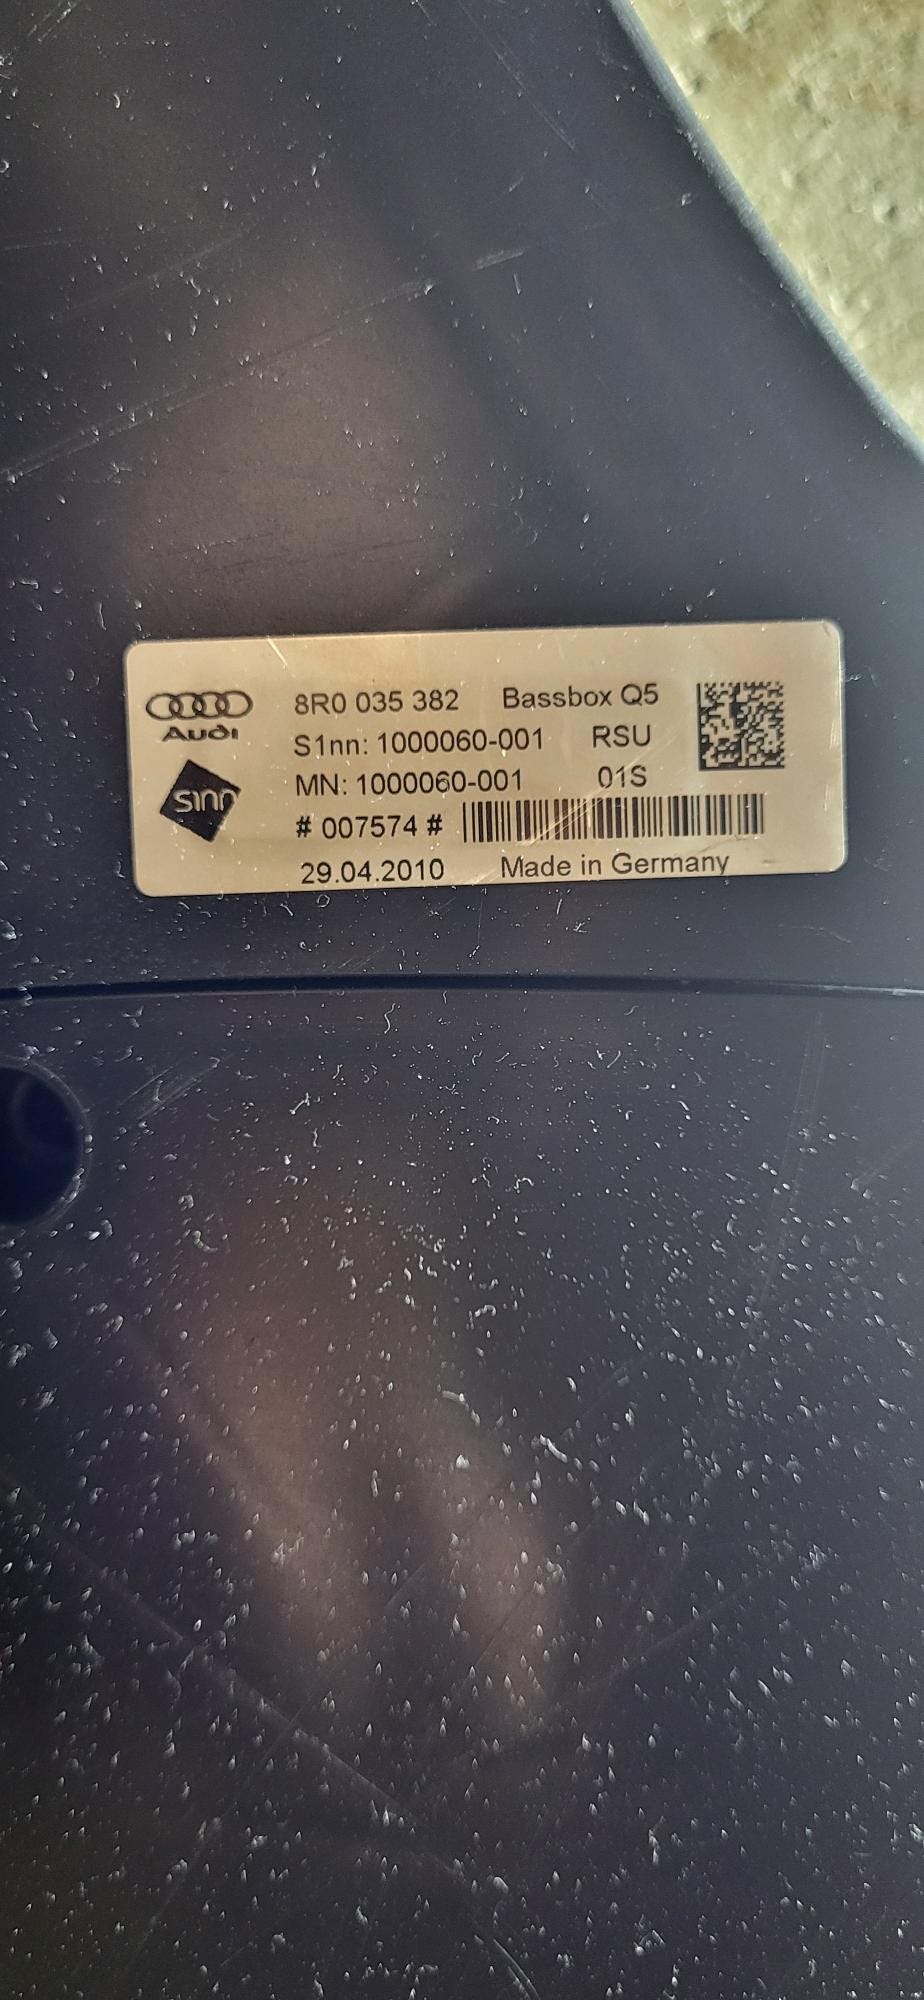 8R0 035 382 Bassbox Q5
Audi
S1nn: 1000060-001 RSU
MN: 1000060-001 01S
s1nn
# 007574 #
29.04.2010 Made in Germany